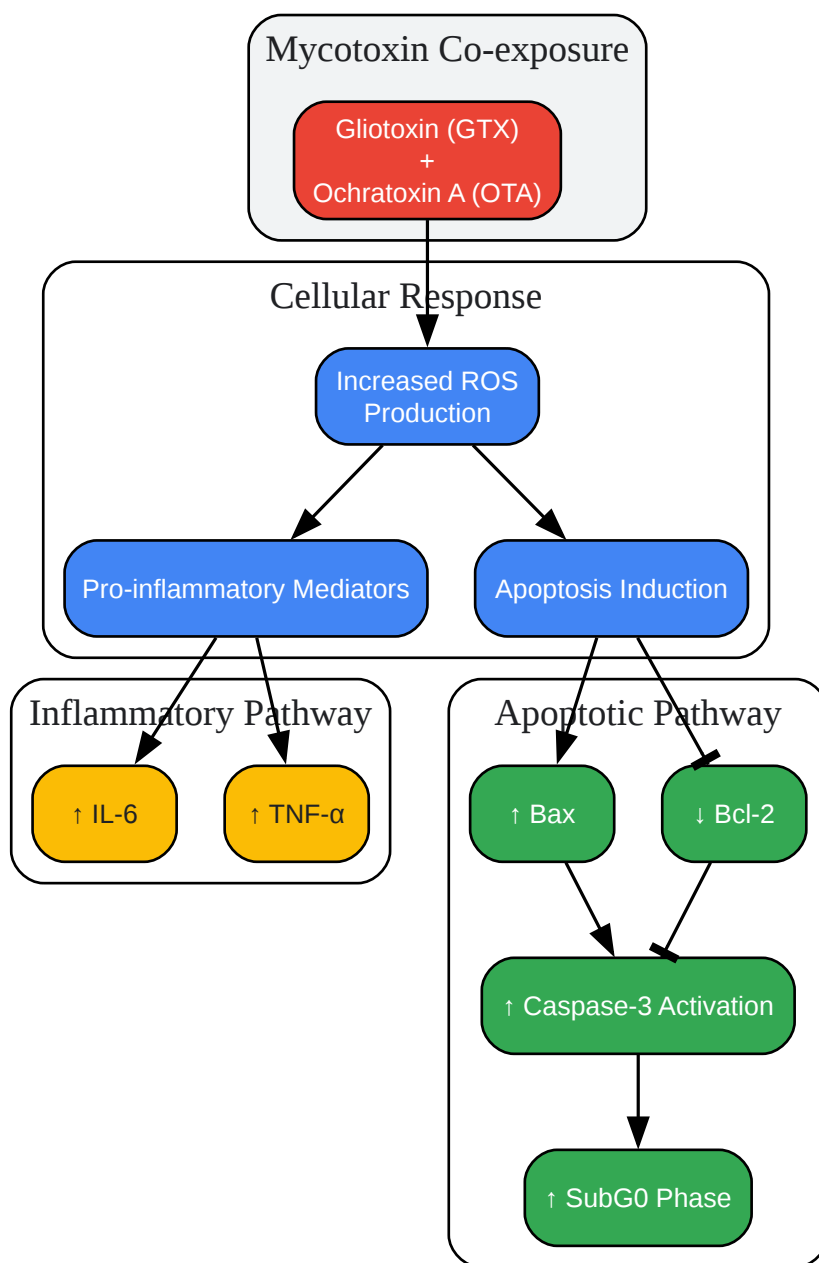 Mycotoxin Co-exposure
Gliotoxin (GTX)
+
Ochratoxin A (OTA)
Cellular Response
Increased ROS
Production
Pro-inflammatory Mediators
Apoptosis Induction
Inflammatory Pathway
↑ IL-6
↑ TNF-α
Apoptotic Pathway
↑ Bax
↓ Bcl-2
↑ Caspase-3 Activation
↑ SubG0 Phase